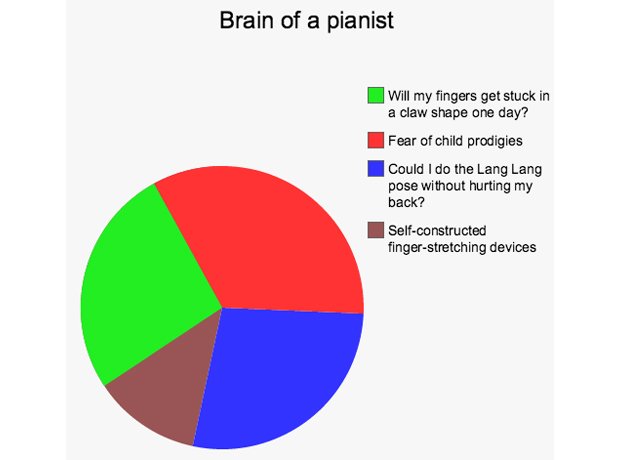 Brain of a pianist
Will my fingers get stuck in
a claw shape one day?
Fear of child prodigies
Could I do the Lang Lang
pose without hurting my
back?
Self-constructed
finger-stretching devices